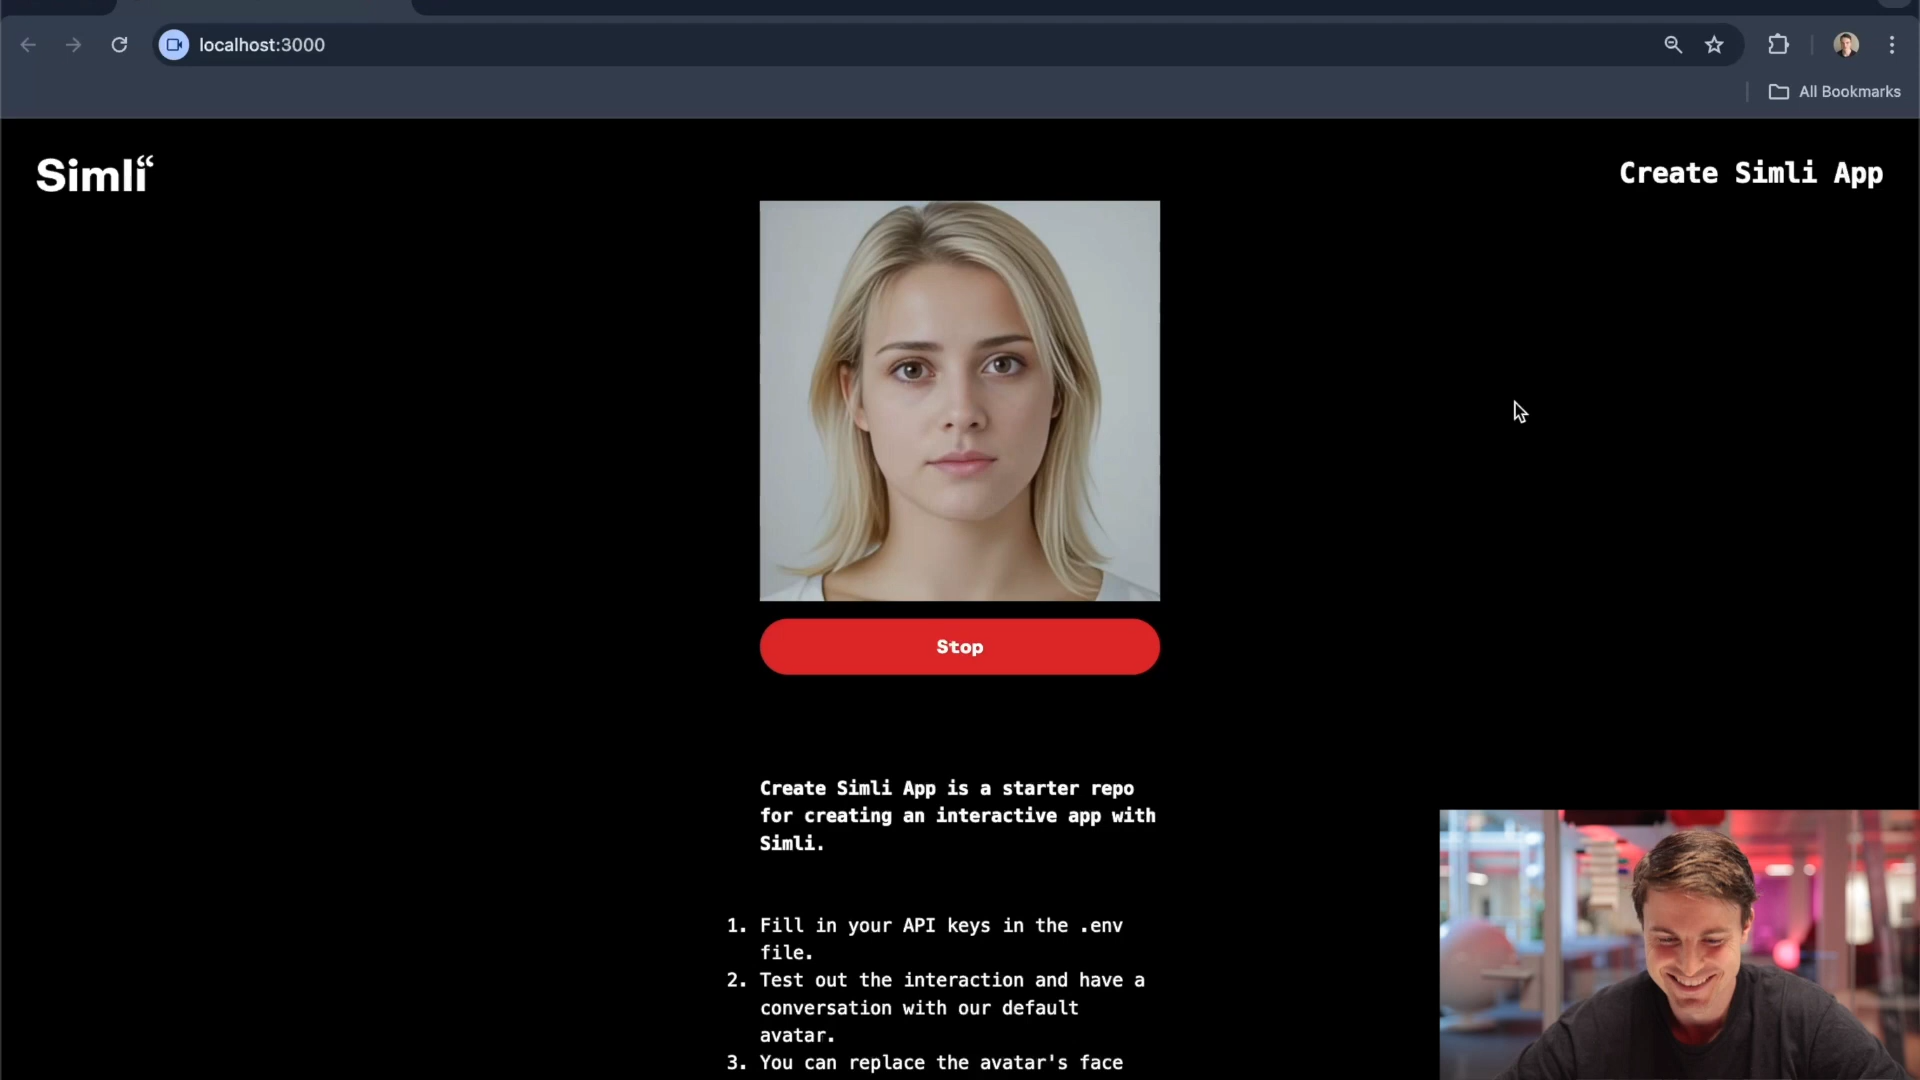 localhost:3000
All Bookmarks
Simli“
Create Simli App
Stop
Create Simli App is a starter repo
for creating an interactive app with
Simli.
1. Fill in your API keys in the .env
file.
2. Test out the interaction and have a
conversation with our default
avatar.
3. You can replace the avatar's face